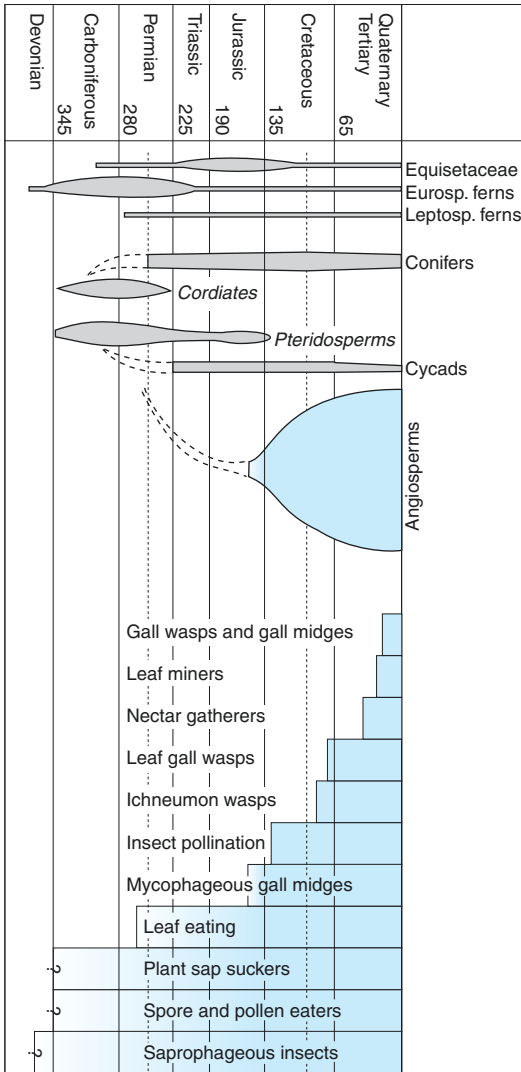 Devonian
Carboniferous
Permian
Triassic
Jurassic
Cretaceous
Tertiary
Quaternary
345
280
225
190
135
65
Equisetaceae
Eurosp. ferns
Leptosp. ferns
Conifers
Cordiates
Pteridosperms
Cycads
Angiosperms
Gall wasps and gall midges
Leaf miners
Nectar gatherers
Leaf gall wasps
Ichneumon wasps
Insect pollination
Mycophageous gall midges
Leaf eating
? Plant sap suckers
? Spore and pollen eaters
? Saprophageous insects